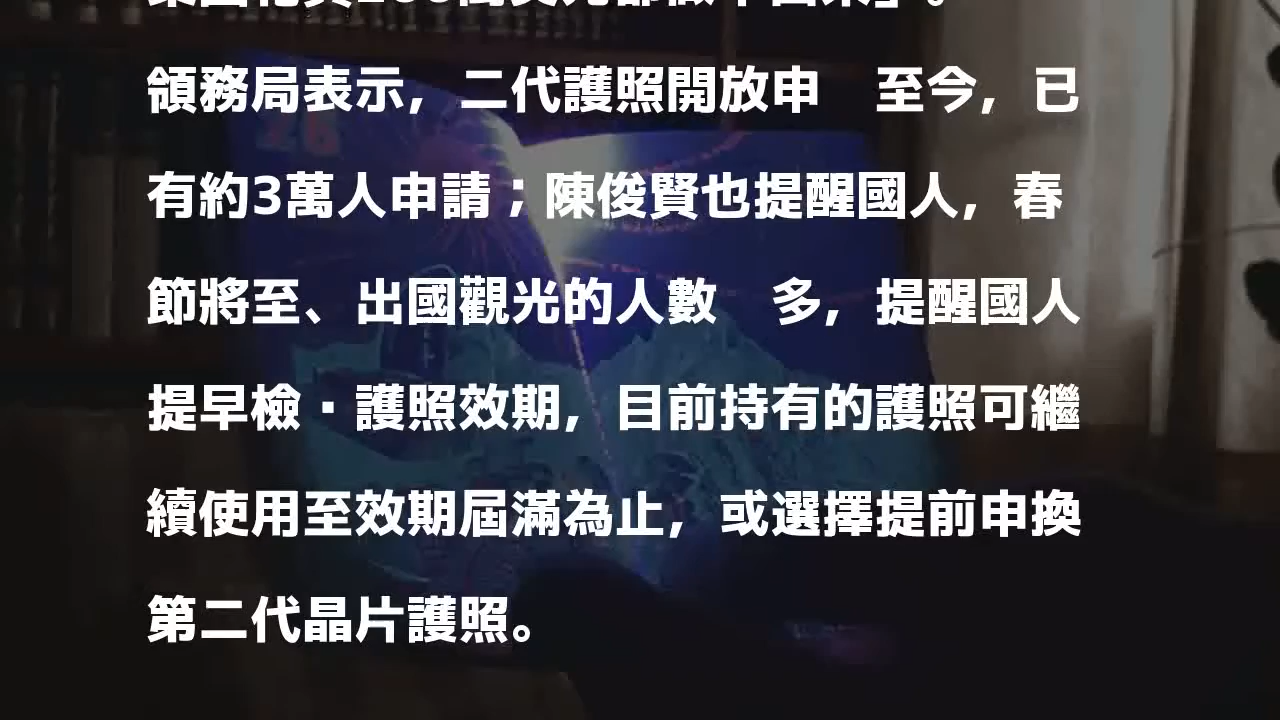 領務局表示，二代護照開放申　至今，已
有約3萬人申請；陳俊賢也提醒國人，春
節將至、出國觀光的人數　多，提醒國人
提早檢·護照效期，目前持有的護照可繼
續使用至效期屆滿為止，或選擇提前申換
第二代晶片護照。
26